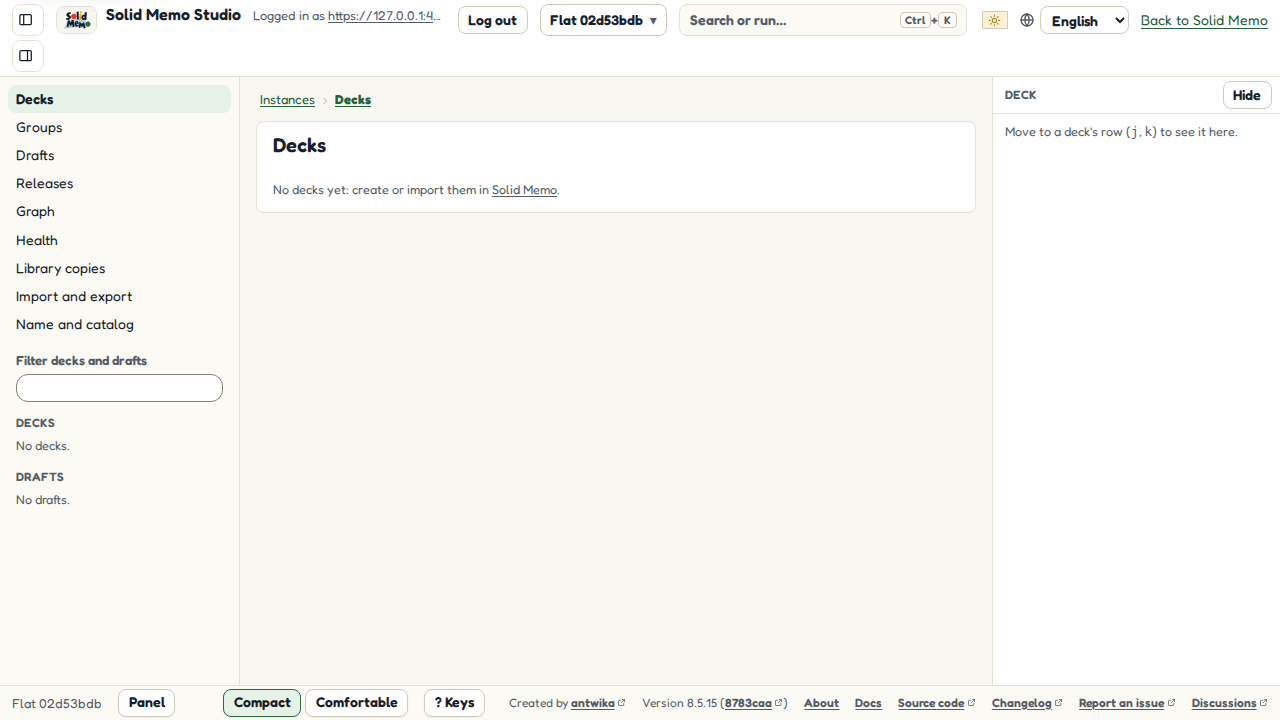 Solid Memo
Solid Memo Studio
Logged in as https://127.0.0.1:4...
Log out
Flat 02d53bdb ▾
Search or run...
Ctrl+K
English
Back to Solid Memo
Decks
Groups
Drafts
Releases
Graph
Health
Library copies
Import and export
Name and catalog
Filter decks and drafts
DECKS
No decks.
DRAFTS
No drafts.
Instances › Decks
Decks
No decks yet: create or import them in Solid Memo.
DECK
Hide
Move to a deck's row (j, k) to see it here.
Flat 02d53bdb
Panel
Compact
Comfortable
? Keys
Created by antwika
Version 8.5.15 (8783caa)
About
Docs
Source code
Changelog
Report an issue
Discussions